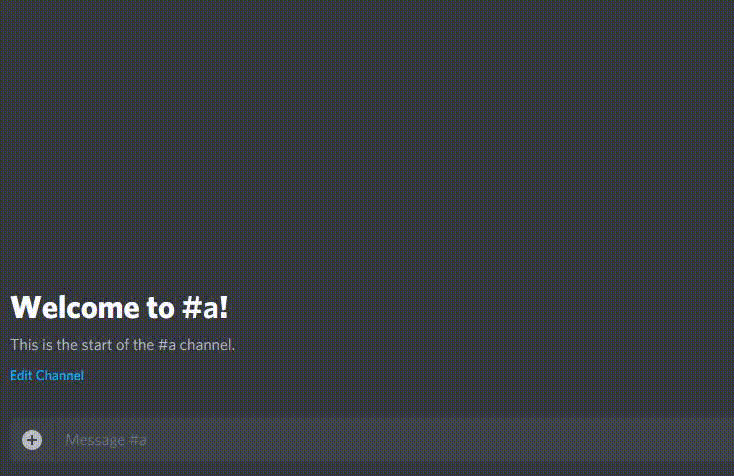 Welcome to #a!
This is the start of the #a channel.
Edit Channel
Message #a